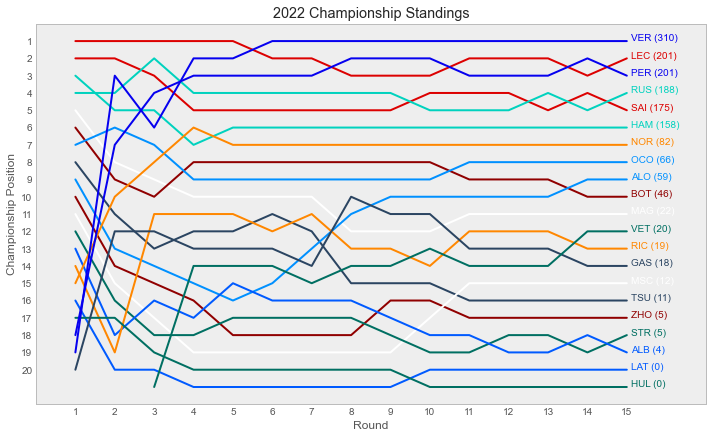 2022 Championship Standings
Championship Position
1
2
3
4
5
6
7
8
9
10
11
12
13
14
15
16
17
18
19
20
VER (310)
LEC (201)
PER (201)
RUS (188)
SAI (175)
HAM (158)
NOR (82)
OCO (66)
ALO (59)
BOT (46)
MAG (22)
VET (20)
RIC (19)
GAS (18)
MSC (12)
TSU (11)
ZHO (5)
STR (5)
ALB (4)
LAT (0)
HUL (0)
1 2 3 4 5 6 7 8 9 10 11 12 13 14 15
Round